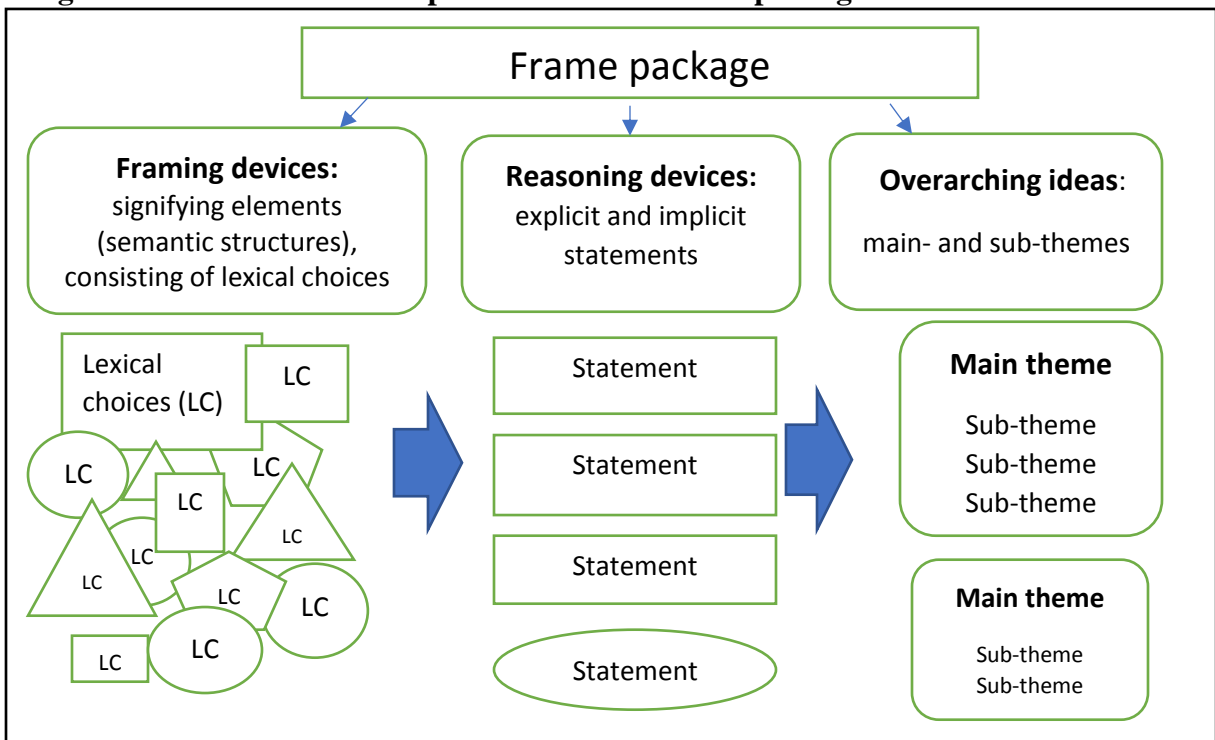 Frame package
Framing devices:
signifying elements
(semantic structures),
consisting of lexical choices
Reasoning devices:
explicit and implicit
statements
Overarching ideas:
main- and sub-themes
Lexical
choices (LC)
LC
LC
LC
LC
LC
LC
LC
LC
LC
LC
LC
Statement
Statement
Statement
Statement
Main theme
Sub-theme
Sub-theme
Sub-theme
Main theme
Sub-theme
Sub-theme